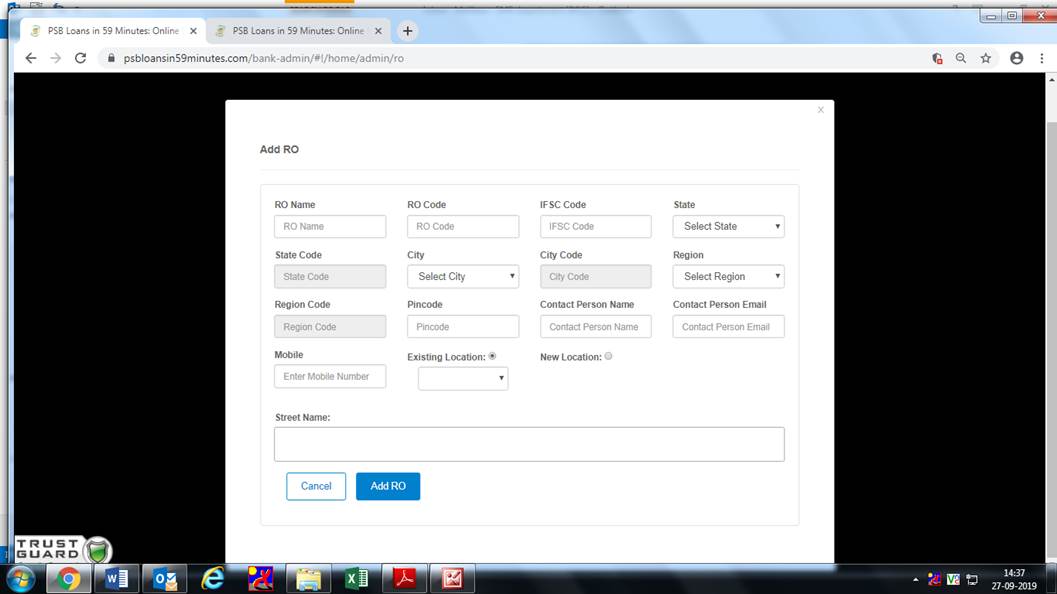 PSB Loans in 59 Minutes: Online
PSB Loans in 59 Minutes: Online
psbloansin59minutes.com/bank-admin/#!/home/admin/ro
Add RO
RO Name RO Code IFSC Code State
RO Name RO Code IFSC Code Select State
State Code City City Code Region
State Code Select City City Code Select Region
Region Code Pincode Contact Person Name Contact Person Email
Region Code Pincode Contact Person Name Contact Person Email
Mobile Existing Location: New Location:
Enter Mobile Number
Street Name:
Cancel Add RO
TRUST
GUARD
14:37
27-09-2019